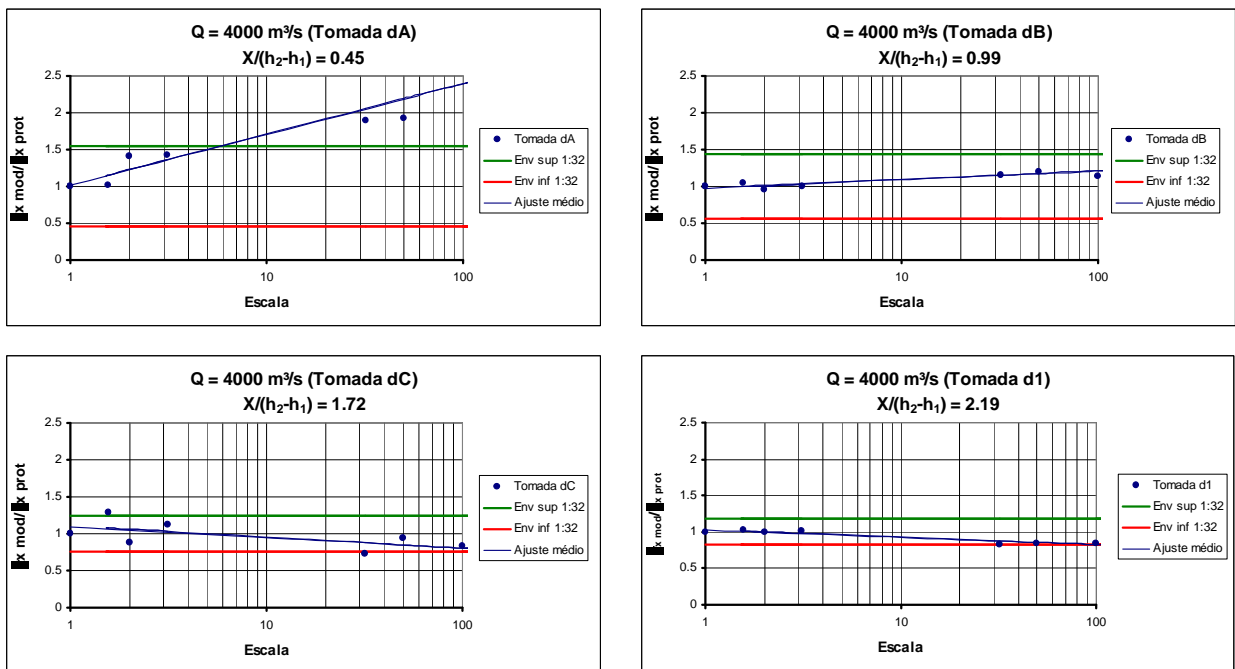 Q = 4000 m³/s (Tomada dA)
X/(h₂-h₁) = 0.45
2.5
2
1.5
1
0.5
0
1
10
100
x mod/ x prot
Escala
Tomada dA
Env sup 1:32
Env inf 1:32
Ajuste médio
Q = 4000 m³/s (Tomada dB)
X/(h₂-h₁) = 0.99
2.5
2
1.5
1
0.5
0
1
10
100
x mod/ x prot
Escala
Tomada dB
Env sup 1:32
Env inf 1:32
Ajuste médio
Q = 4000 m³/s (Tomada dC)
X/(h₂-h₁) = 1.72
2.5
2
1.5
1
0.5
0
1
10
100
x mod/ x prot
Escala
Tomada dC
Env sup 1:32
Env inf 1:32
Ajuste médio
Q = 4000 m³/s (Tomada d1)
X/(h₂-h₁) = 2.19
2.5
2
1.5
1
0.5
0
1
10
100
x mod/ x prot
Escala
Tomada d1
Env sup 1:32
Env inf 1:32
Ajuste médio